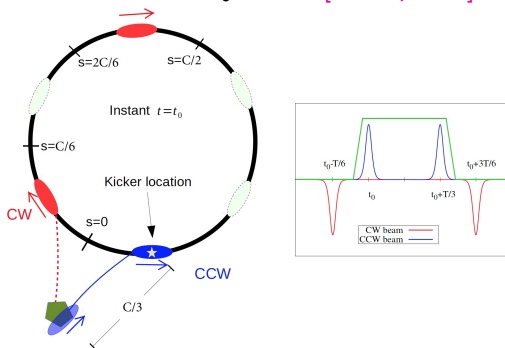 s=2C/6
s=C/2
Instant t=t₀
s=C/6
Kicker location
CW
s=0
CCW
C/3
t₀-T/6
t₀+3T/6
t₀
t₀+T/3
CW beam
CCW beam